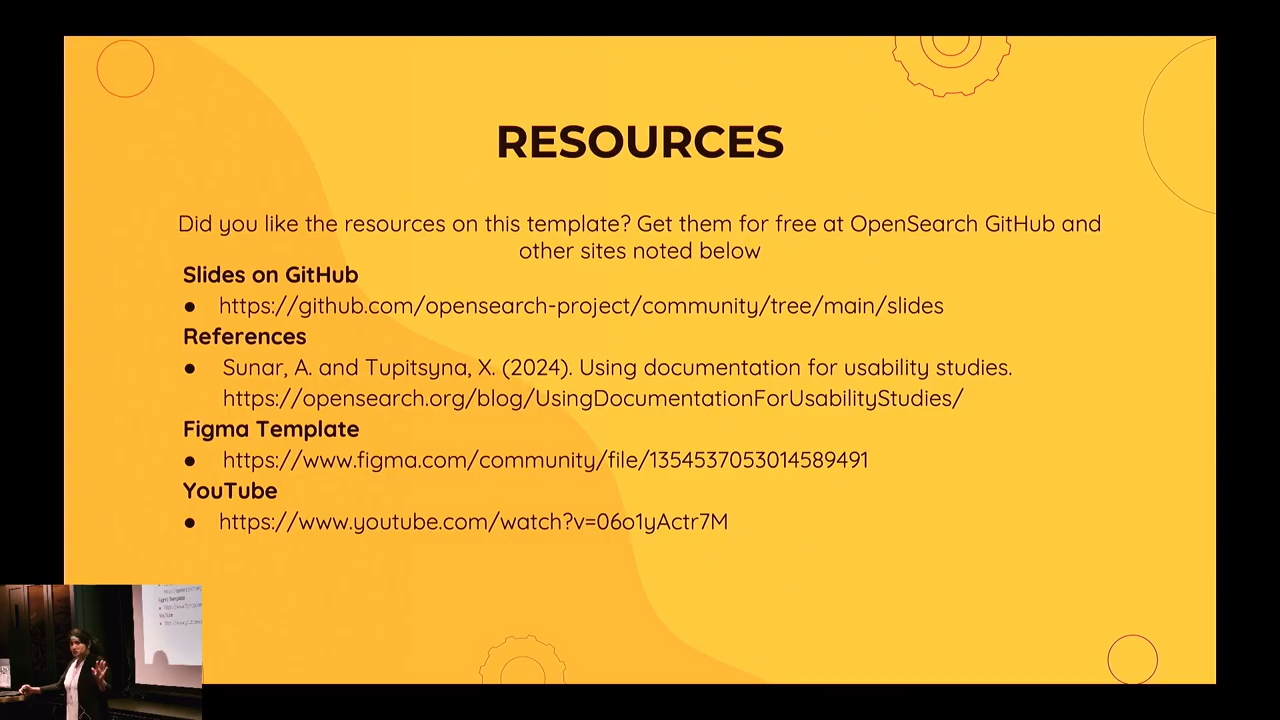 RESOURCES
Did you like the resources on this template? Get them for free at OpenSearch GitHub and
other sites noted below
Slides on GitHub
● https://github.com/opensearch-project/community/tree/main/slides
References
● Sunar, A. and Tupitsyna, X. (2024). Using documentation for usability studies.
https://opensearch.org/blog/UsingDocumentationForUsabilityStudies/
Figma Template
● https://www.figma.com/community/file/1354537053014589491
YouTube
● https://www.youtube.com/watch?v=06o1yActr7M